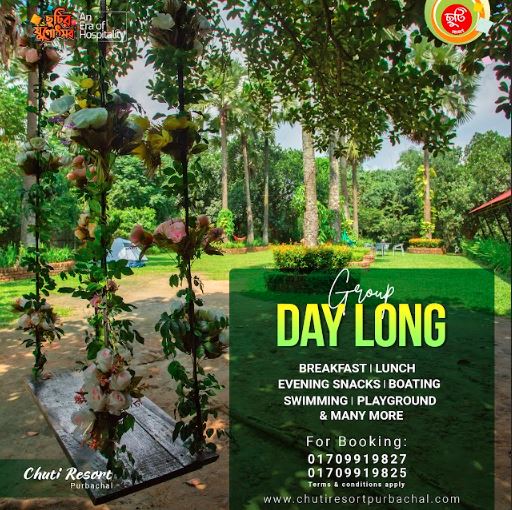 ছুটির
যুগোৎসব
An
Era of
Hospitality
ছুটি
Group
DAY LONG
BREAKFAST | LUNCH
EVENING SNACKS | BOATING
SWIMMING | PLAYGROUND
& MANY MORE
For Booking:
01709919827
01709919825
Terms & conditions apply
www.chutiresortpurbachal.com
Chuti Resort
Purbachal